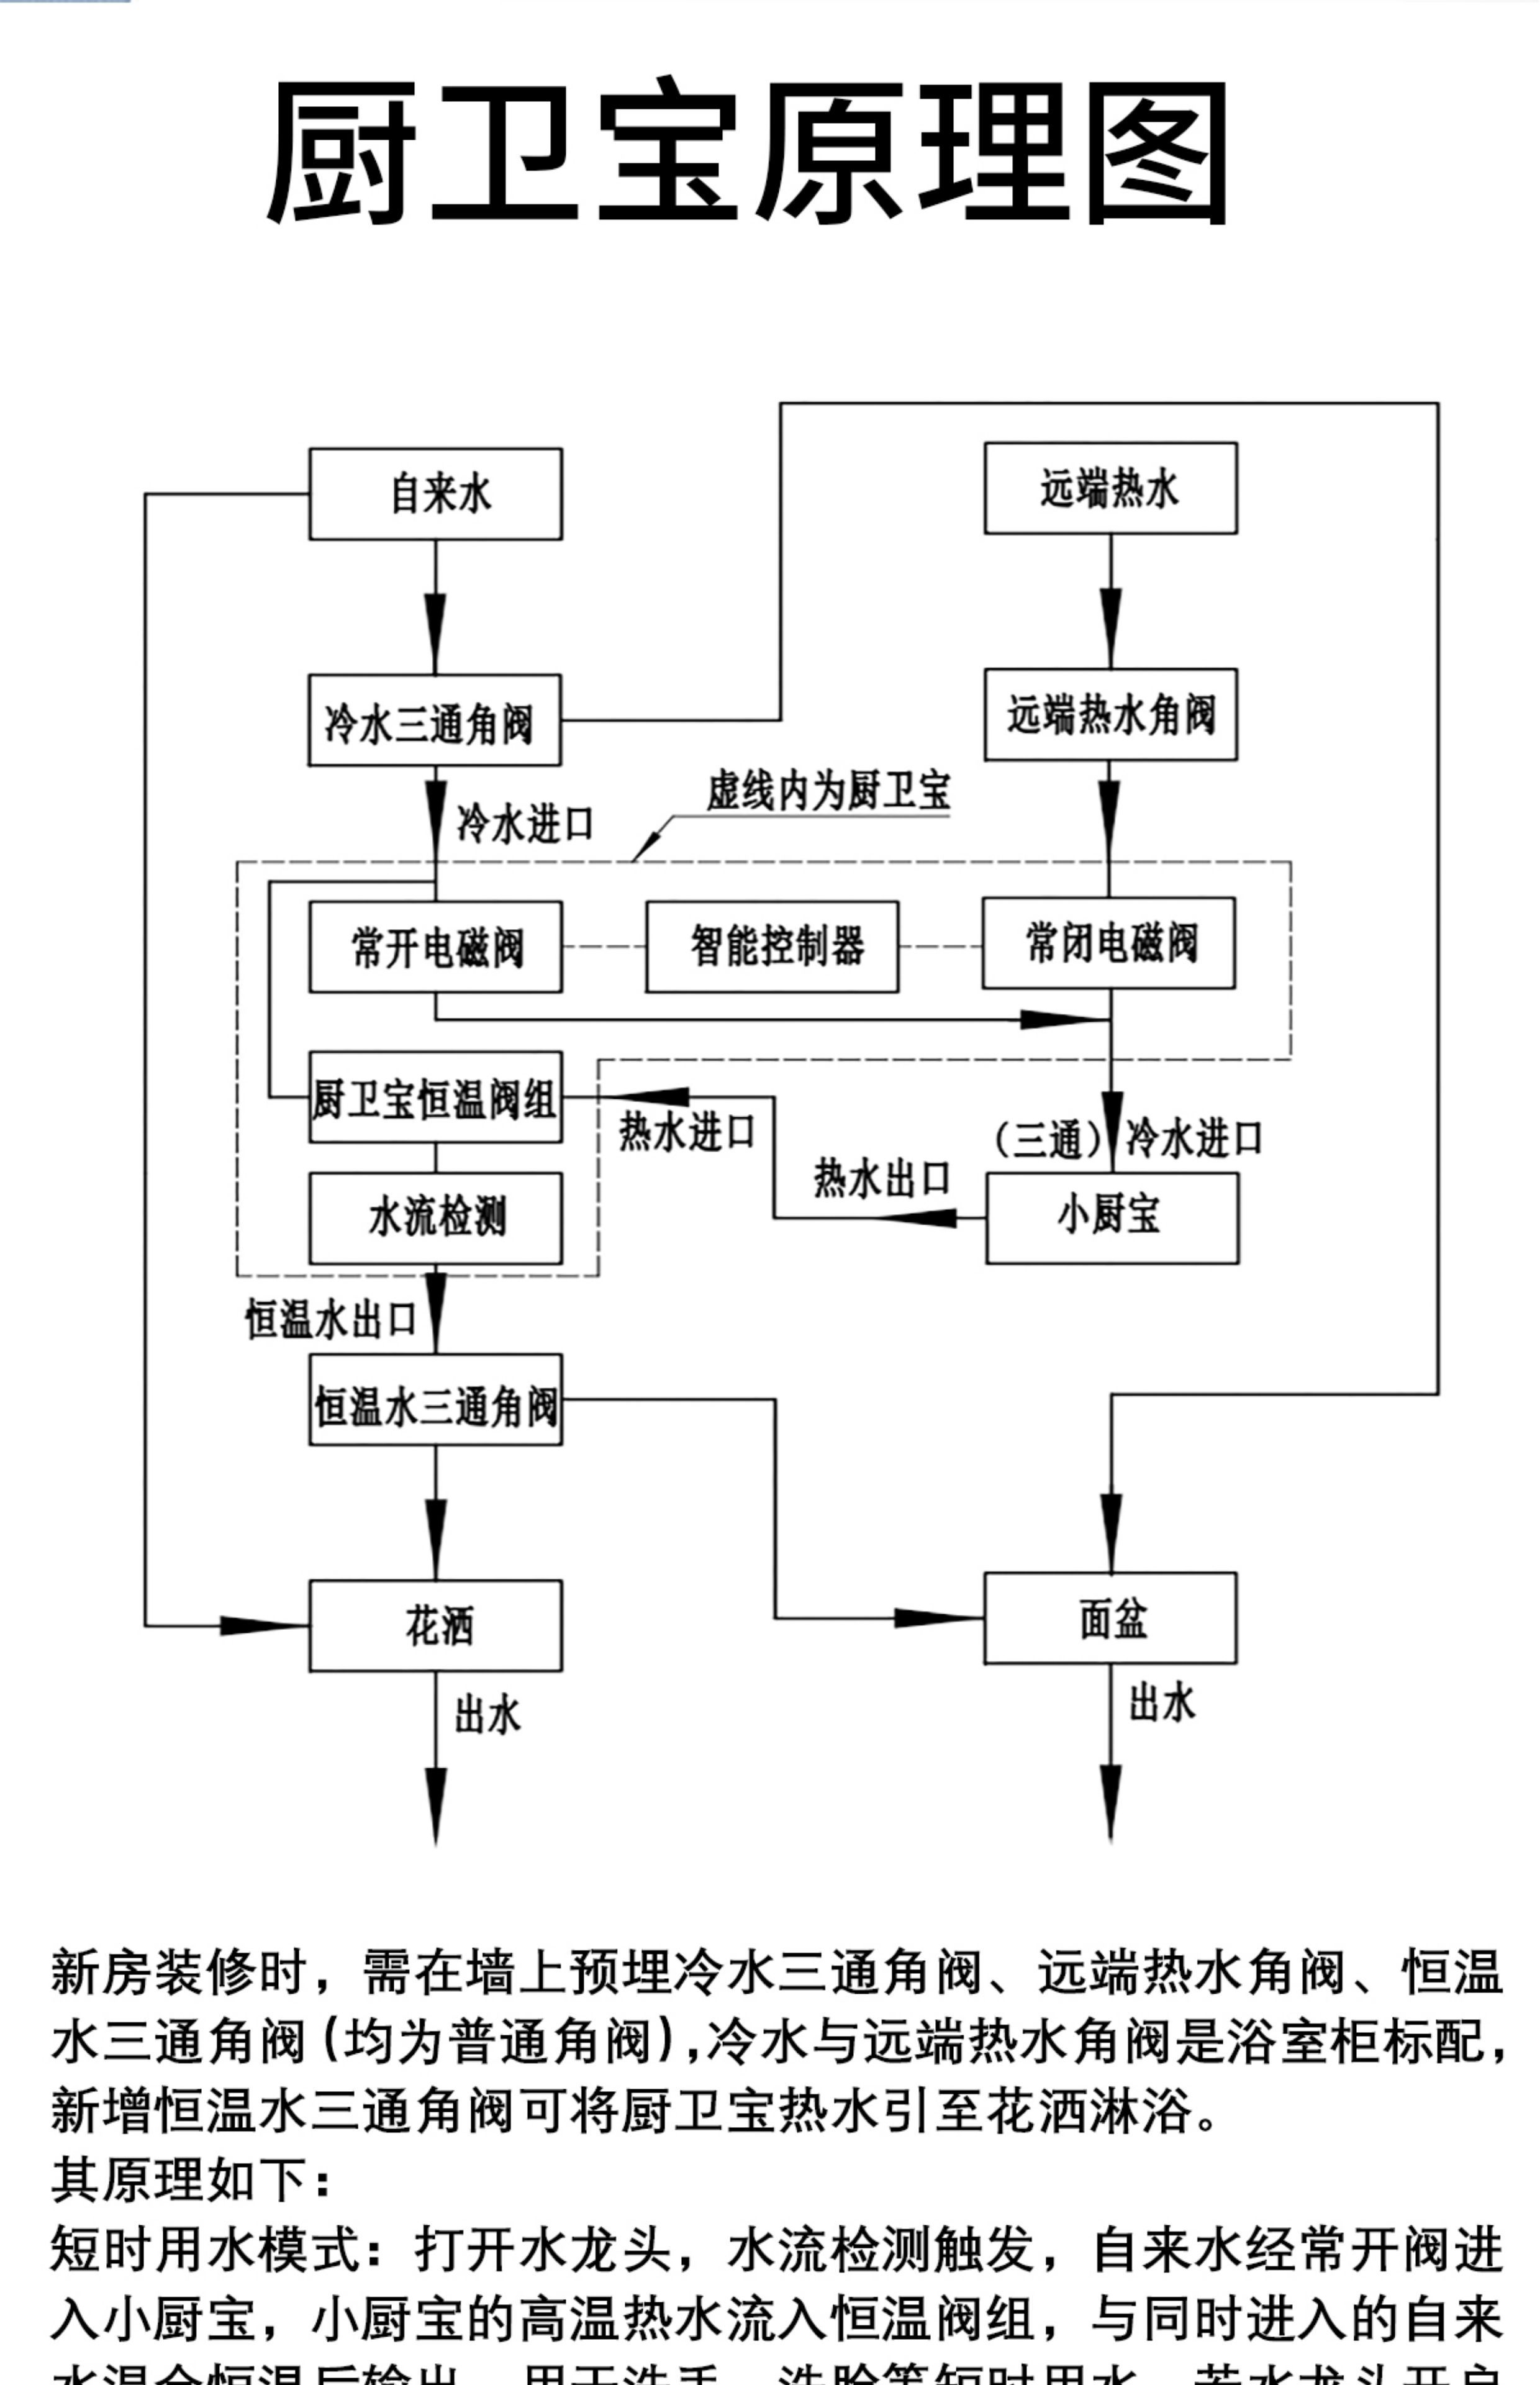 厨卫宝原理图
自来水
远端热水
冷水三通角阀
远端热水角阀
虚线内为厨卫宝
冷水进口
常开电磁阀
智能控制器
常闭电磁阀
厨卫宝恒温阀组
热水进口
（三通）冷水进口
热水出口
水流检测
小厨宝
恒温水出口
恒温水三通角阀
花洒
面盆
出水
出水
新房装修时，需在墙上预埋冷水三通角阀、远端热水角阀、恒温
水三通角阀(均为普通角阀),冷水与远端热水角阀是浴室柜标配，
新增恒温水三通角阀可将厨卫宝热水引至花洒淋浴。
其原理如下：
短时用水模式：打开水龙头，水流检测触发，自来水经常开阀进
入小厨宝，小厨宝的高温热水流入恒温阀组，与同时进入的自来